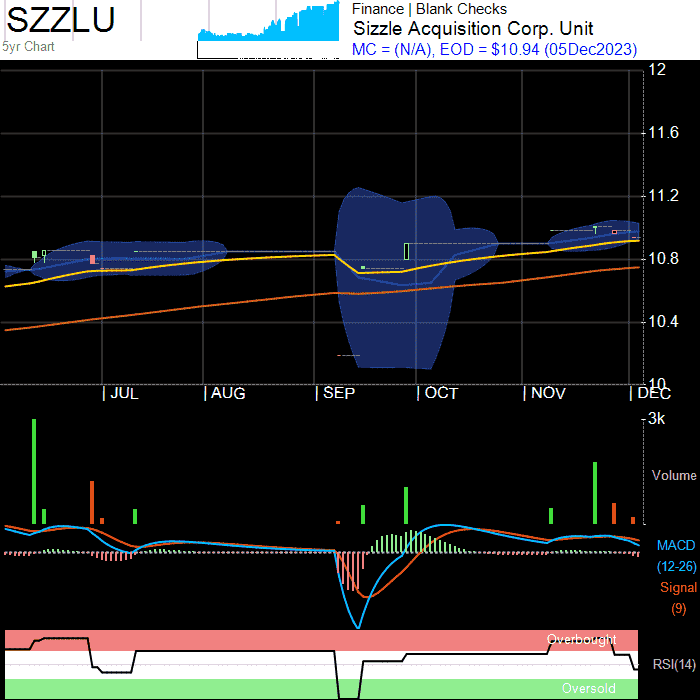 SZZLU
5yr Chart
Finance | Blank Checks
Sizzle Acquisition Corp. Unit
MC = (N/A), EOD = $10.94 (05Dec2023)
12
11.6
11.2
10.8
10.4
10
| JUL | AUG | SEP | OCT | NOV | DEC
3k
Volume
MACD
(12-26)
Signal
(9)
Overbought
RSI(14)
Oversold